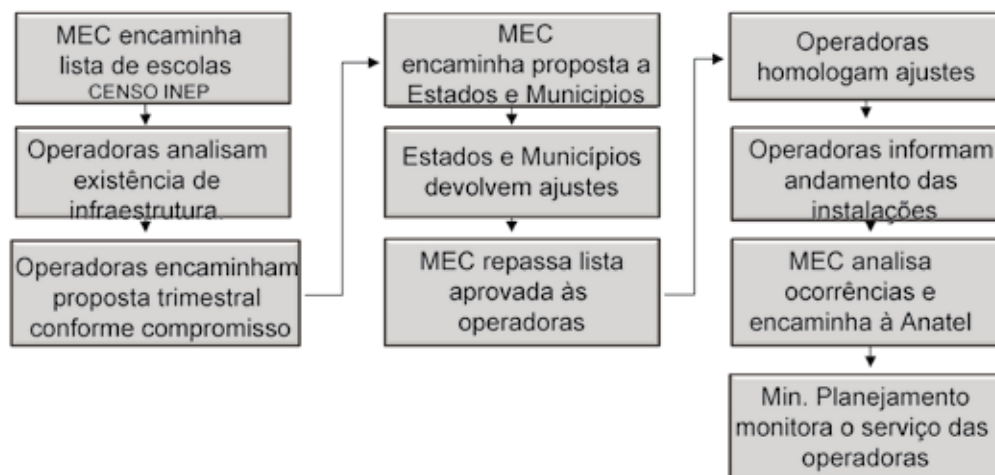 MEC encaminha
lista de escolas
CENSO INEP
Operadoras analisam
existência de
infraestrutura.
Operadoras encaminham
proposta trimestral
conforme compromisso
MEC
encaminha proposta a
Estados e Municipios
Estados e Municípios
devolvem ajustes
MEC repassa lista
aprovada às
operadoras
Operadoras
homologam ajustes
Operadoras informam
andamento das
instalações
MEC analisa
ocorrências e
encaminha à Anatel
Min. Planejamento
monitora o serviço das
operadoras